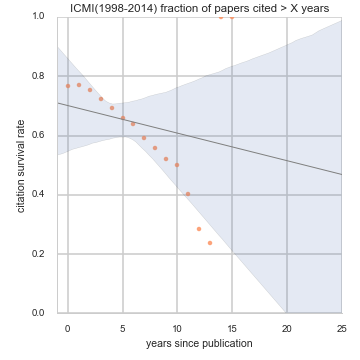 ICMI(1998-2014) fraction of papers cited > X years
1.0
0.8
0.6
0.4
0.2
0.0
citation survival rate
0 5 10 15 20 25
years since publication